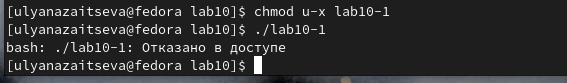 [ulyanazaitseva@fedora lab10]$ chmod u-x lab10-1
[ulyanazaitseva@fedora lab10]$ ./lab10-1
bash: ./lab10-1: Отказано в доступе
[ulyanazaitseva@fedora lab10]$